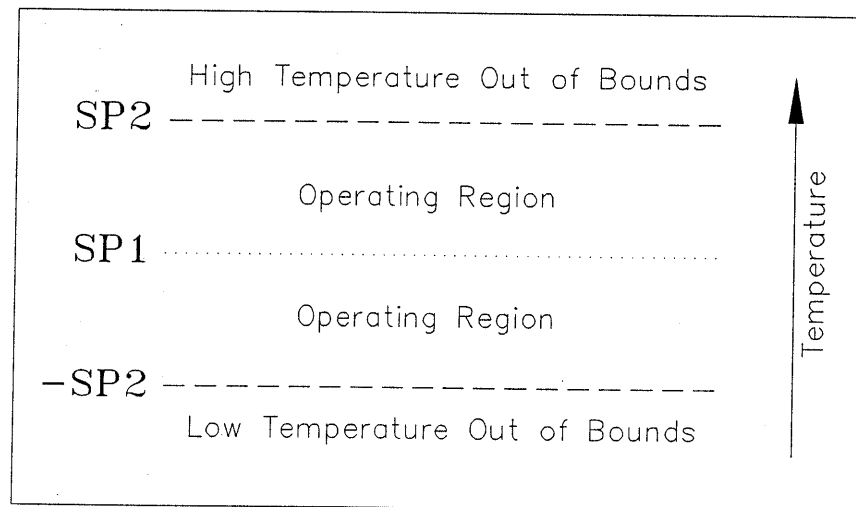 High Temperature Out of Bounds
SP2
Operating Region
SP1
Operating Region
-SP2
Low Temperature Out of Bounds
Temperature